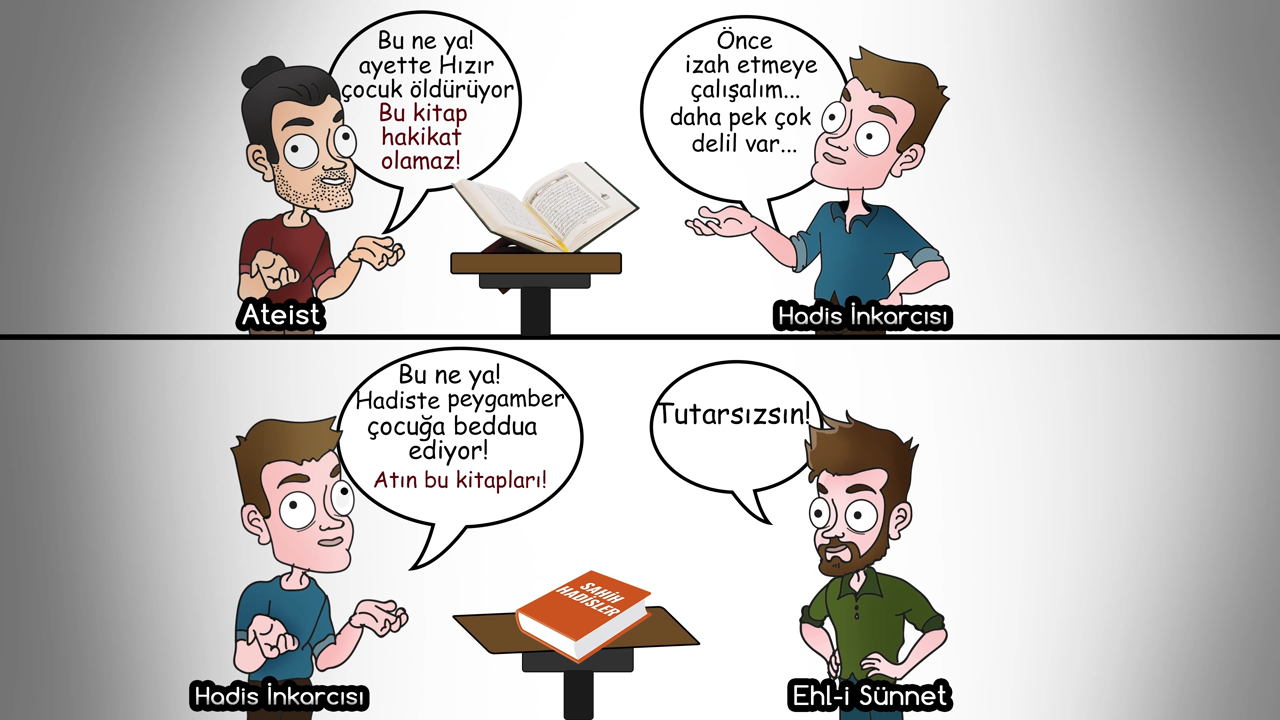 Bu ne ya!
ayette Hızır
çocuk öldürüyor
Bu kitap
hakikat
olamaz!
Önce
izah etmeye
çalışalım...
daha pek çok
delil var...
Ateist
Hadis İnkarcısı
Bu ne ya!
Hadiste peygamber
çocuğa beddua
ediyor!
Atın bu kitapları!
Tutarsızsın!
SAHİH
HADİSLER
Hadis İnkarcısı
Ehl-i Sünnet